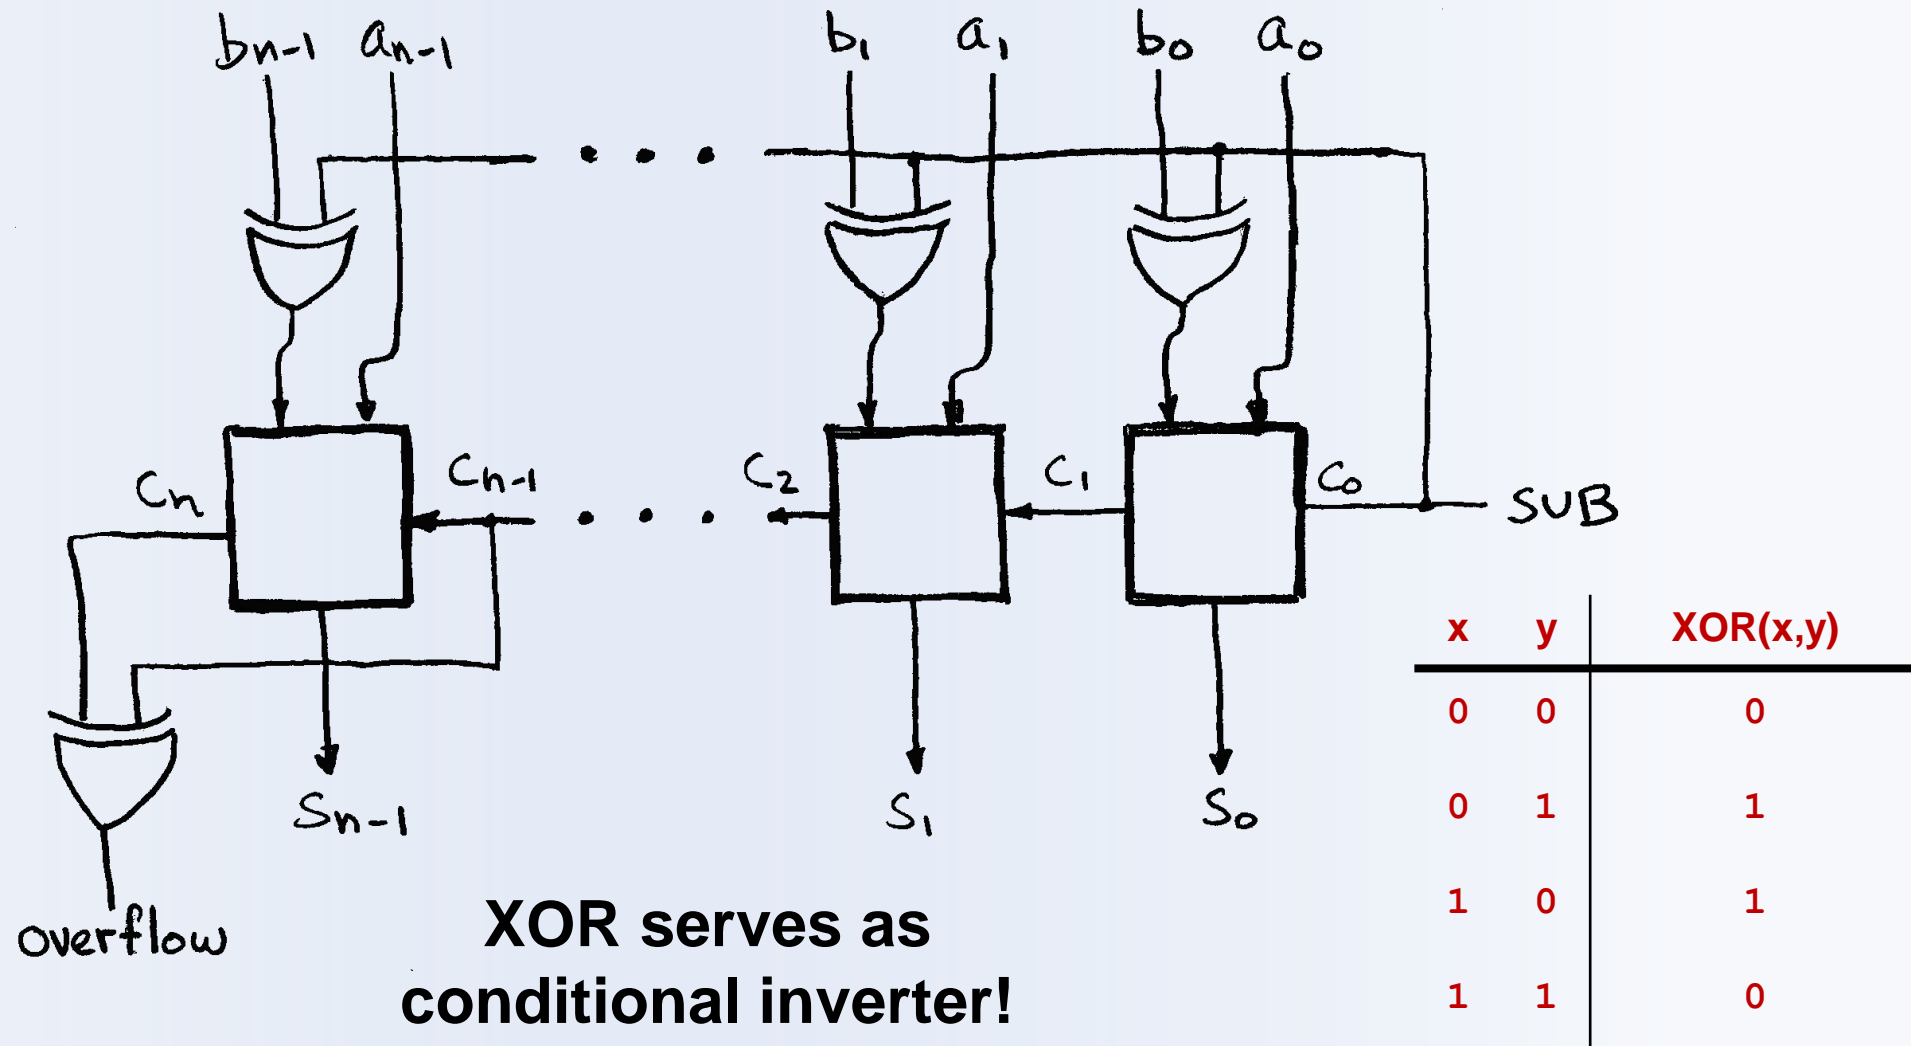 bn-1 an-1 b1 a1 b0 a0
Cn Cn-1 C2 C1 C0 SUB
Sn-1 S1 S0
overflow
XOR serves as
conditional inverter!
x y XOR(x,y)
0 0 0
0 1 1
1 0 1
1 1 0